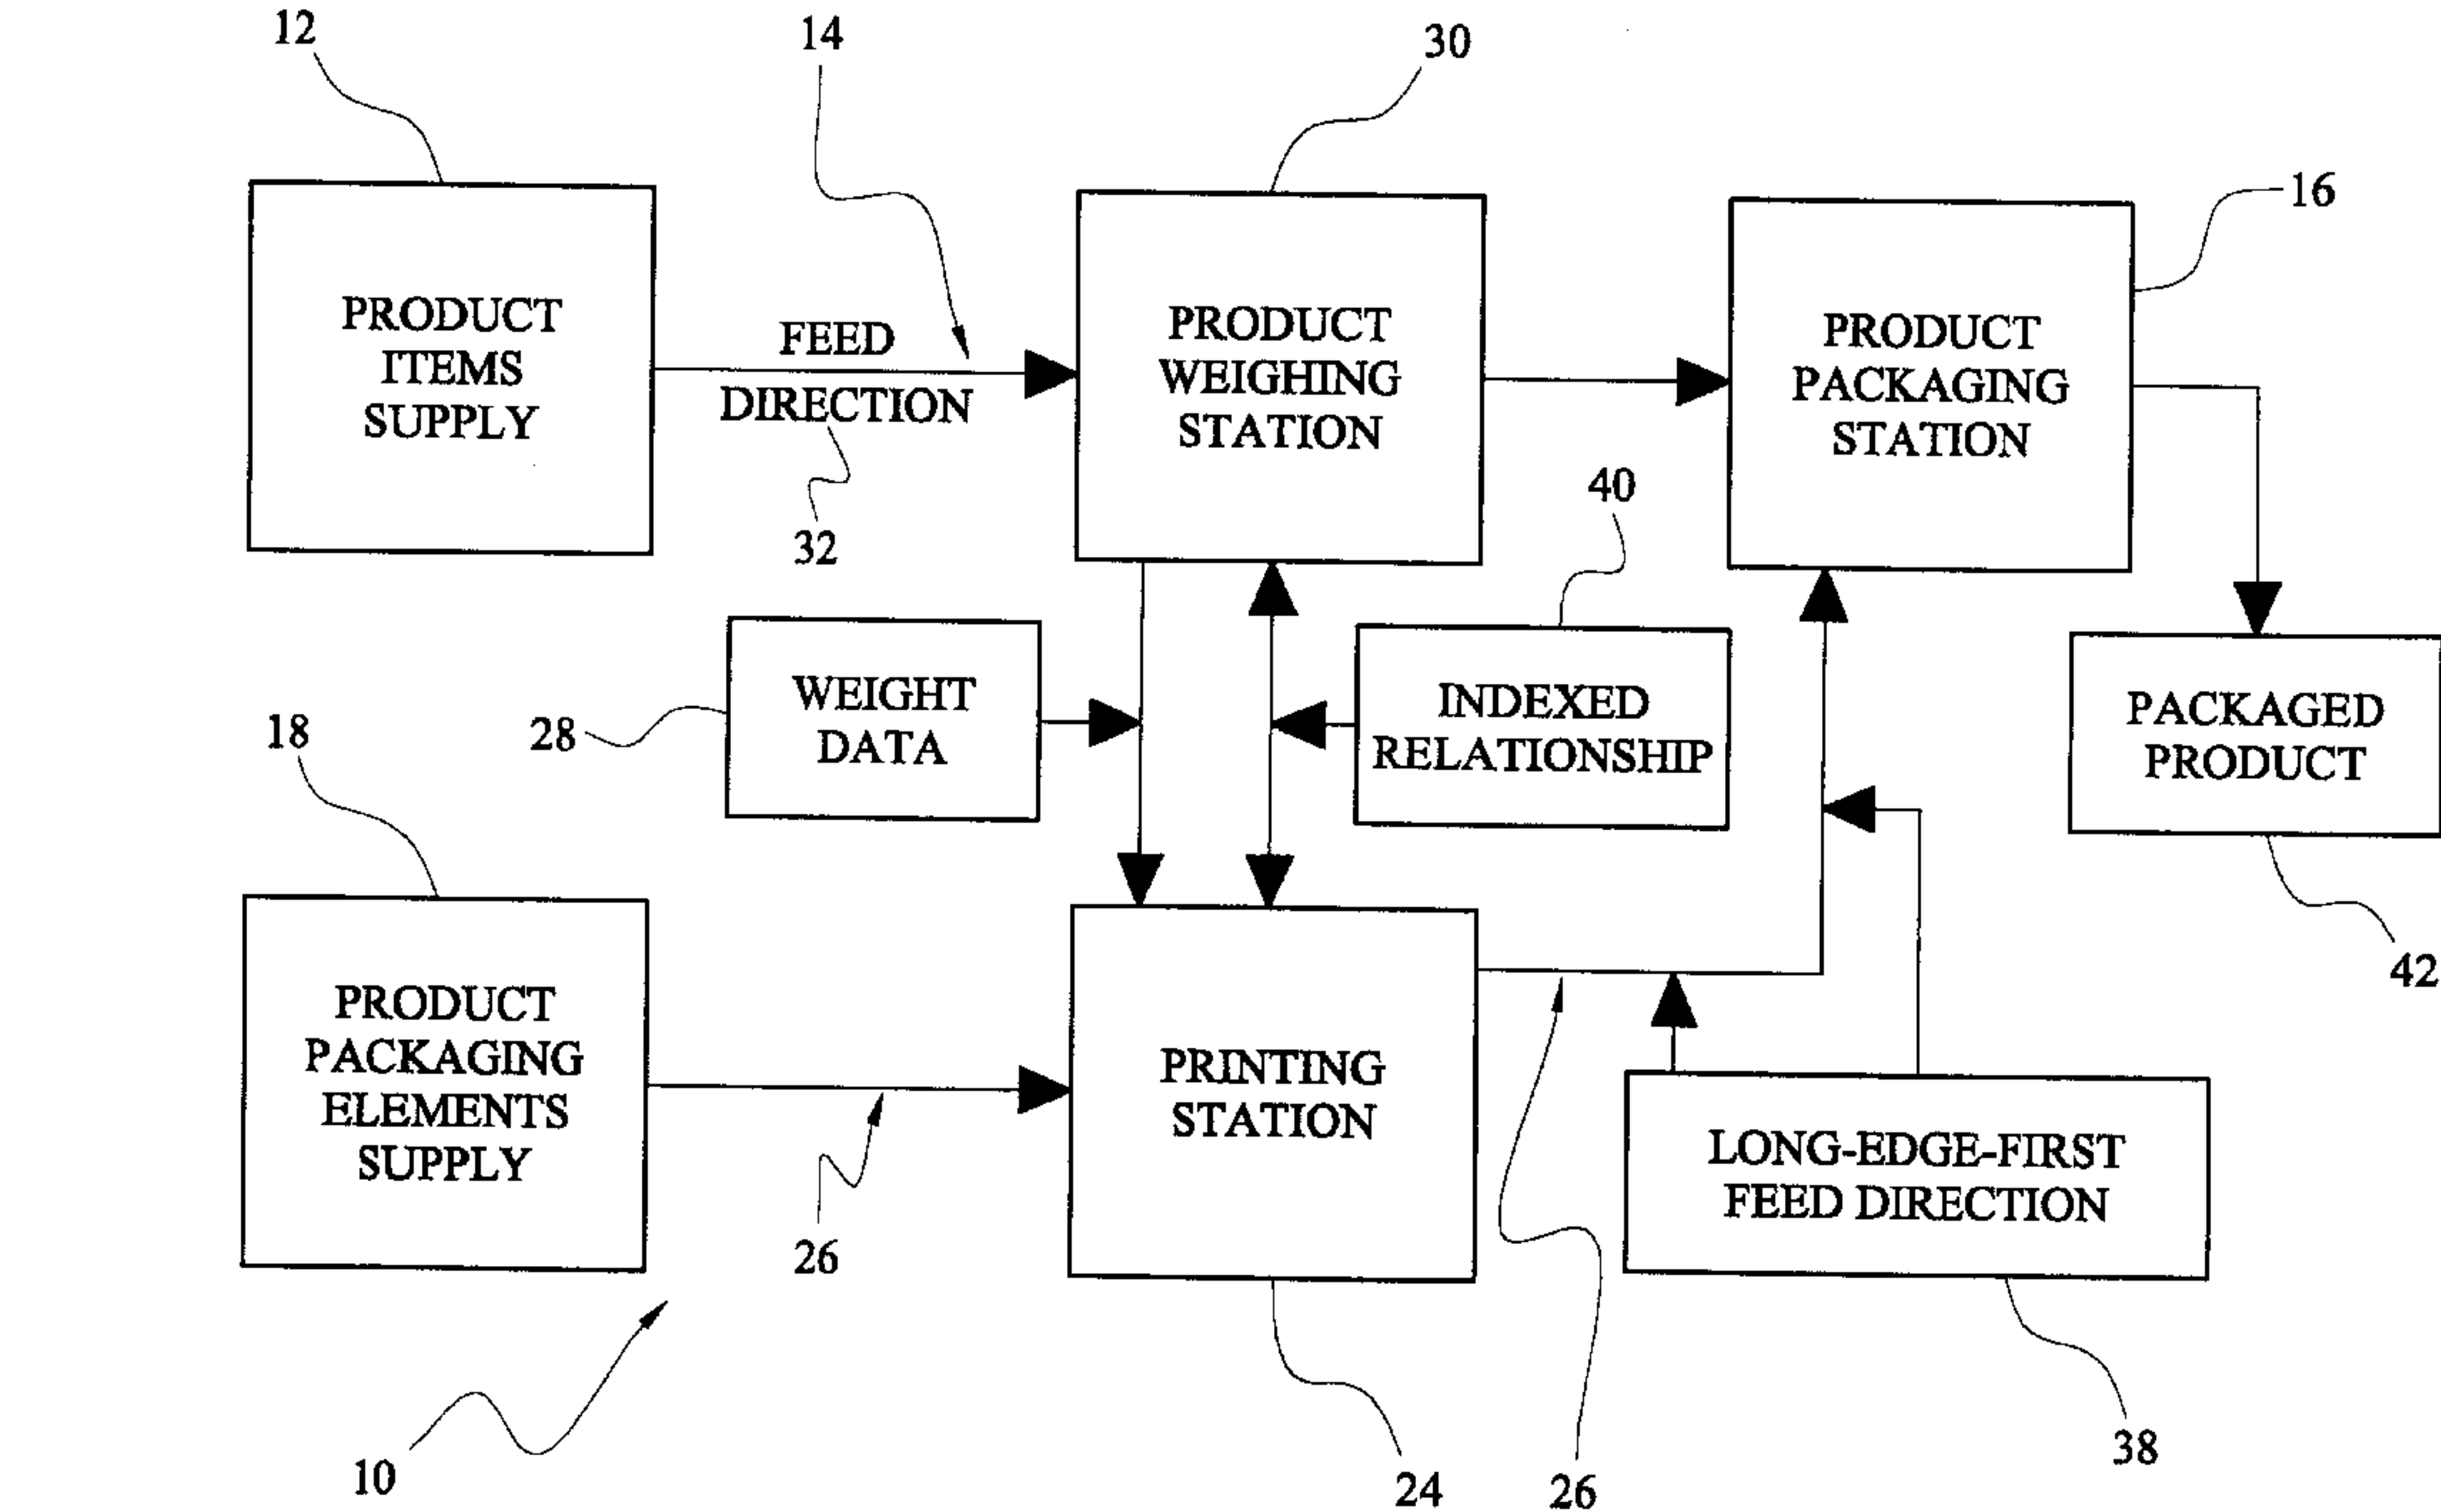 12
14
30
16
PRODUCT
ITEMS
SUPPLY
FEED
DIRECTION
32
PRODUCT
WEIGHING
STATION
PRODUCT
PACKAGING
STATION
40
18
28
WEIGHT
DATA
INDEXED
RELATIONSHIP
PACKAGED
PRODUCT
42
PRODUCT
PACKAGING
ELEMENTS
SUPPLY
26
PRINTING
STATION
LONG-EDGE-FIRST
FEED DIRECTION
10
24
26
38